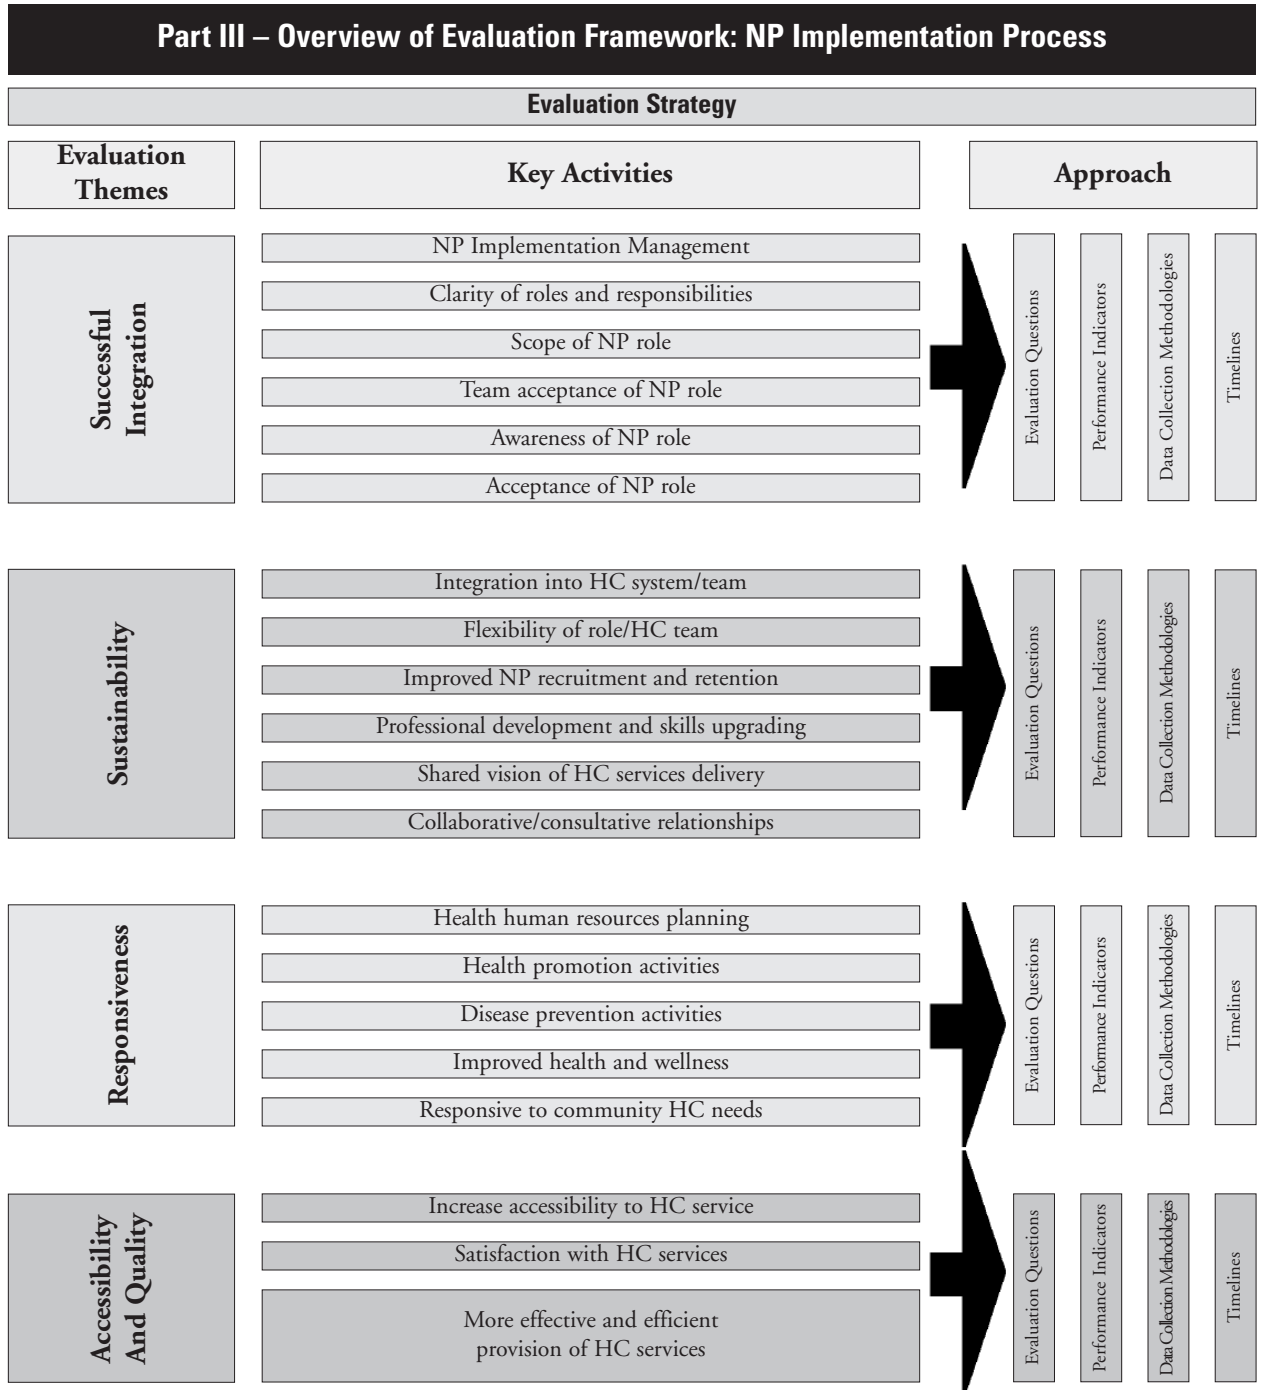 Part III – Overview of Evaluation Framework: NP Implementation Process
Evaluation Strategy
Evaluation
Themes
Key Activities
Approach
Successful
Integration
NP Implementation Management
Clarity of roles and responsibilities
Scope of NP role
Team acceptance of NP role
Awareness of NP role
Acceptance of NP role
Evaluation Questions
Performance Indicators
Data Collection Methodologies
Timelines
Sustainability
Integration into HC system/team
Flexibility of role/HC team
Improved NP recruitment and retention
Professional development and skills upgrading
Shared vision of HC services delivery
Collaborative/consultative relationships
Evaluation Questions
Performance Indicators
Data Collection Methodologies
Timelines
Responsiveness
Health human resources planning
Health promotion activities
Disease prevention activities
Improved health and wellness
Responsive to community HC needs
Evaluation Questions
Performance Indicators
Data Collection Methodologies
Timelines
Accessibility
And Quality
Increase accessibility to HC service
Satisfaction with HC services
More effective and efficient
provision of HC services
Evaluation Questions
Performance Indicators
Data Collection Methodologies
Timelines